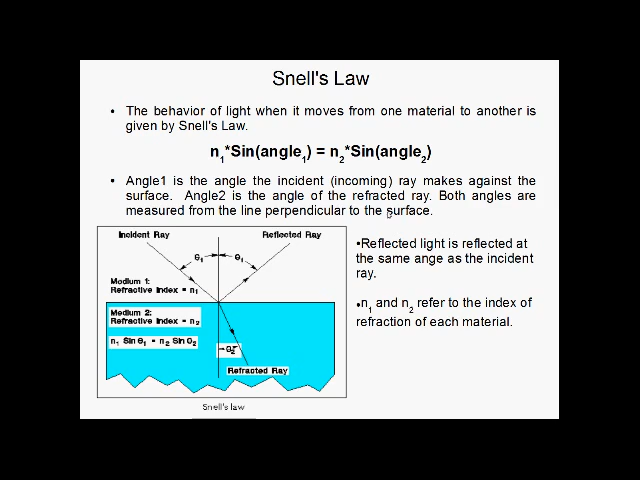 Snell's Law
• The behavior of light when it moves from one material to another is
given by Snell's Law.
n1*Sin(angle1) = n2*Sin(angle2)
• Angle1 is the angle the incident (incoming) ray makes against the
surface. Angle2 is the angle of the refracted ray. Both angles are
measured from the line perpendicular to the surface.
Incident Ray
Reflected Ray
θ1
θ1
Medium 1:
Refractive Index = n1
Medium 2:
Refractive Index = n2
n1 Sin θ1 = n2 Sin θ2
θ2
Refracted Ray
Snell's law
•Reflected light is reflected at
the same ange as the incident
ray.
•n1 and n2 refer to the index of
refraction of each material.